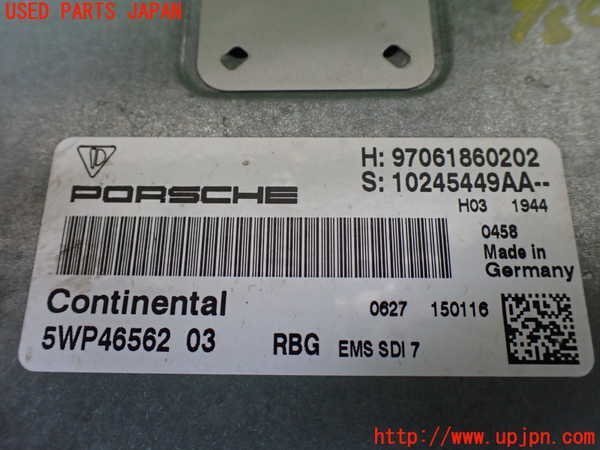 USED PARTS JAPAN
PORSCHE
H: 97061860202
S: 10245449AA--
H03 1944
0458
Made in
Germany
Continental
0627 150116
5WP46562 03 RBG EMS SDI 7
http://www.upjpn.com/